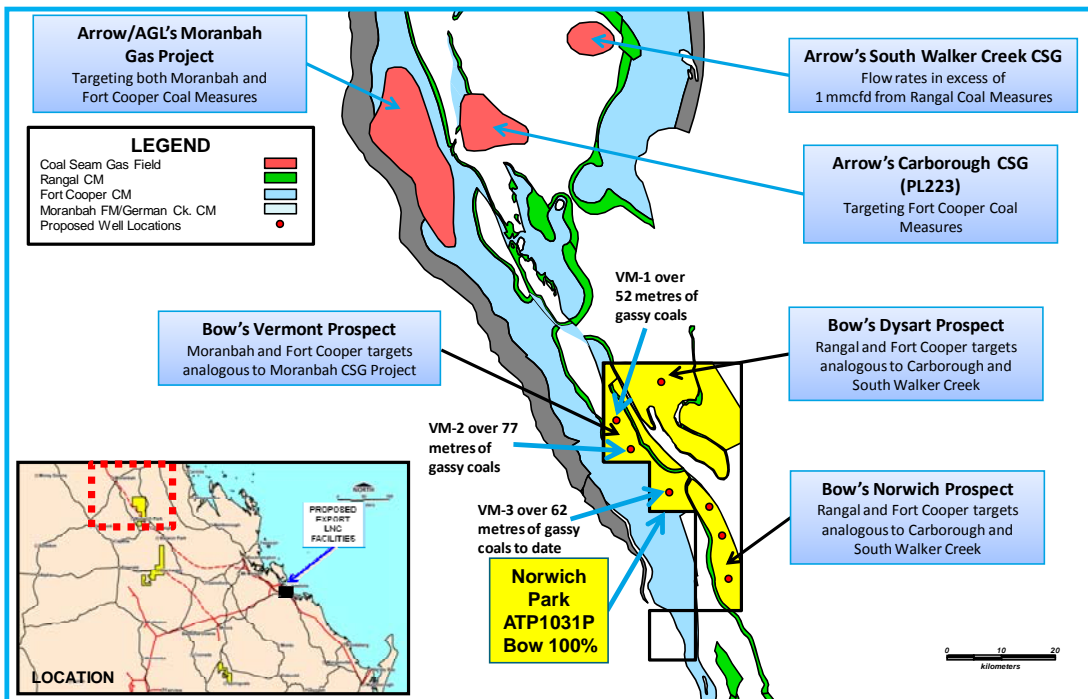 Arrow/AGL's Moranbah
Gas Project
Targeting both Moranbah and
Fort Cooper Coal Measures
Arrow's South Walker Creek CSG
Flow rates in excess of
1 mmcfd from Rangal Coal Measures
LEGEND
Coal Seam Gas Field
Rangal CM
Fort Cooper CM
Moranbah FM/German Ck. CM
Proposed Well Locations
Arrow's Carborough CSG
(PL223)
Targeting Fort Cooper Coal
Measures
VM-1 over
52 metres of
gassy coals
Bow's Vermont Prospect
Moranbah and Fort Cooper targets
analogous to Moranbah CSG Project
Bow's Dysart Prospect
Rangal and Fort Cooper targets
analogous to Carborough and
South Walker Creek
VM-2 over 77
metres of
gassy coals
VM-3 over 62
metres of gassy
coals to date
Bow's Norwich Prospect
Rangal and Fort Cooper targets
analogous to Carborough and
South Walker Creek
Norwich
Park
ATP1031P
Bow 100%
NORTH
PROPOSED
EXPORT
LNG
FACILITIES
LOCATION
0 10 20
kilometers